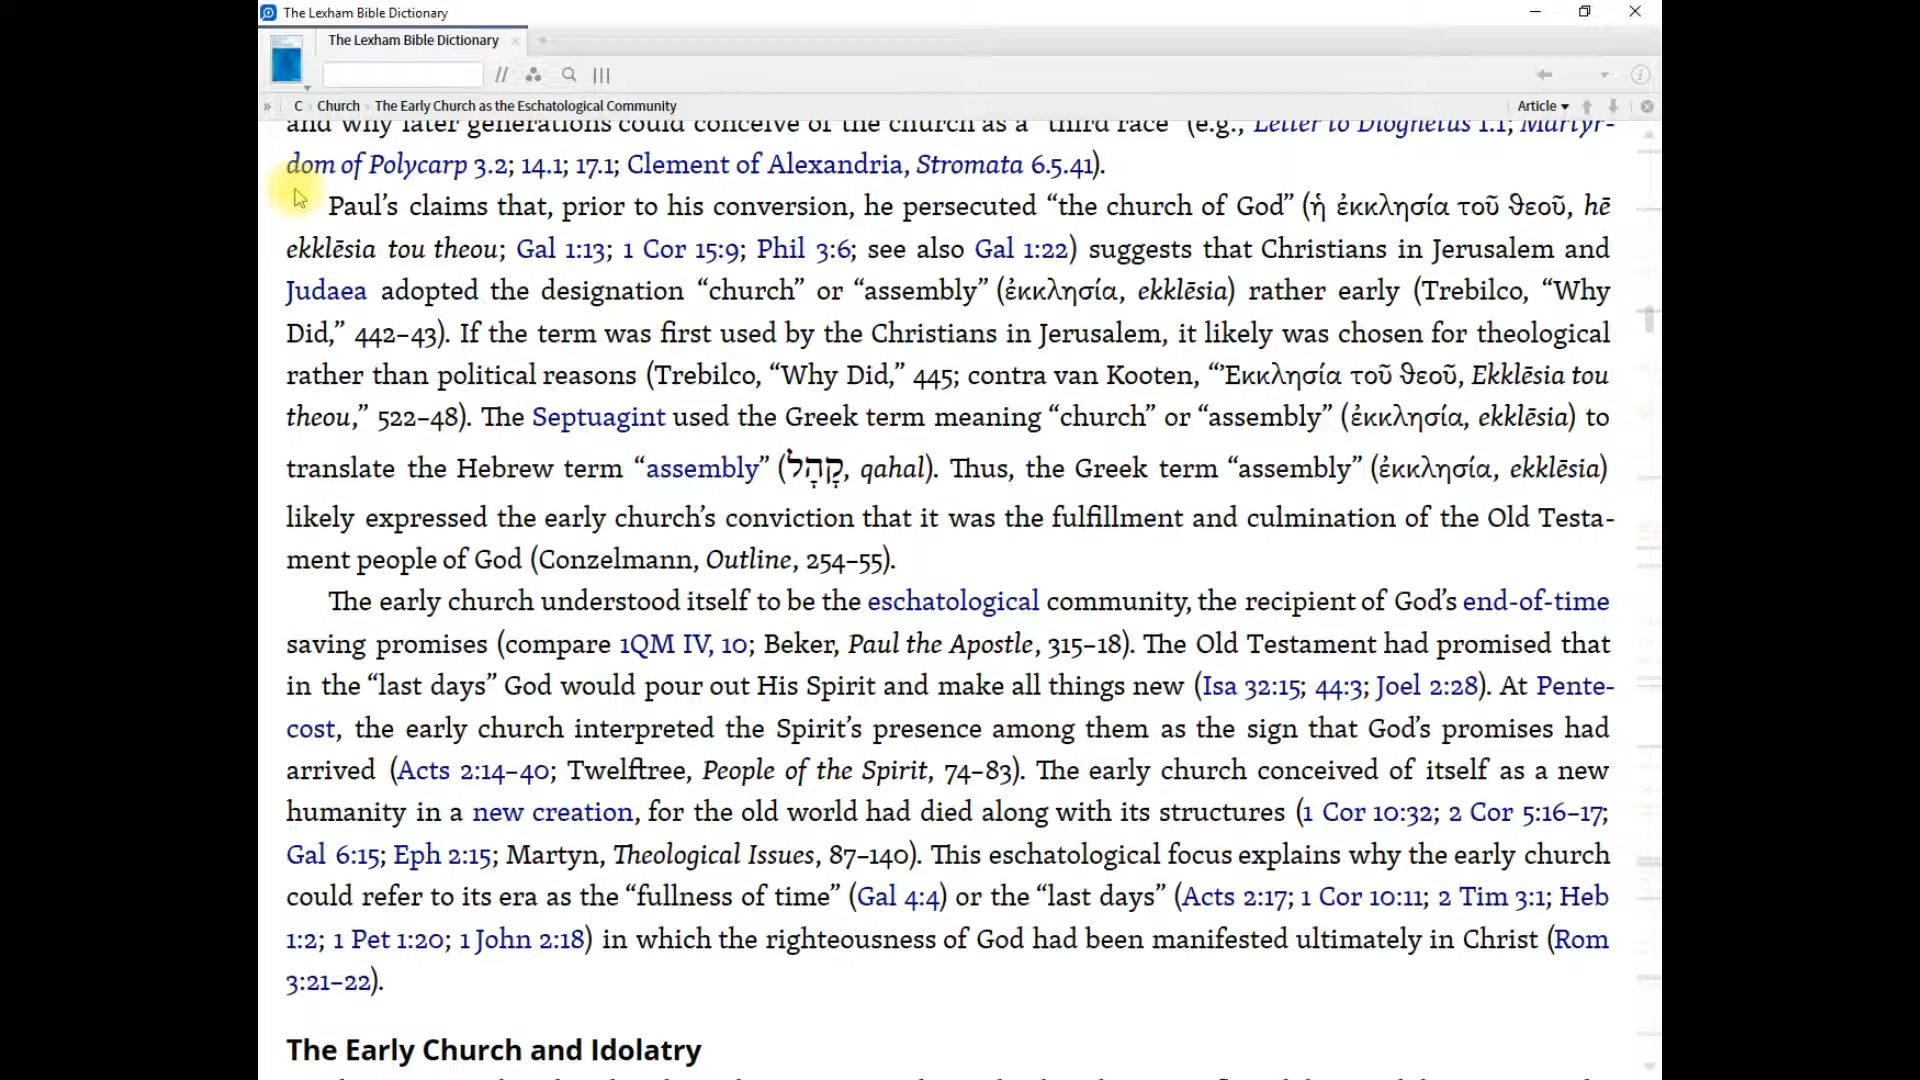 The Lexham Bible Dictionary
The Lexham Bible Dictionary
C › Church › The Early Church as the Eschatological Community
Article
and why later generations could conceive of the church as a “third race” (e.g., Letter to Diognetus 1.1; Martyr-
dom of Polycarp 3.2; 14.1; 17.1; Clement of Alexandria, Stromata 6.5.41).
Paul’s claims that, prior to his conversion, he persecuted “the church of God” (ἡ ἐκκλησία τοῦ θεοῦ, hē
ekklēsia tou theou; Gal 1:13; 1 Cor 15:9; Phil 3:6; see also Gal 1:22) suggests that Christians in Jerusalem and
Judaea adopted the designation “church” or “assembly” (ἐκκλησία, ekklēsia) rather early (Trebilco, “Why
Did,” 442–43). If the term was first used by the Christians in Jerusalem, it likely was chosen for theological
rather than political reasons (Trebilco, “Why Did,” 445; contra van Kooten, “Ἐκκλησία τοῦ θεοῦ, Ekklēsia tou
theou,” 522–48). The Septuagint used the Greek term meaning “church” or “assembly” (ἐκκλησία, ekklēsia) to
translate the Hebrew term “assembly” (קָהָל, qahal). Thus, the Greek term “assembly” (ἐκκλησία, ekklēsia)
likely expressed the early church’s conviction that it was the fulfillment and culmination of the Old Testa-
ment people of God (Conzelmann, Outline, 254–55).
The early church understood itself to be the eschatological community, the recipient of God’s end-of-time
saving promises (compare 1QM IV, 10; Beker, Paul the Apostle, 315–18). The Old Testament had promised that
in the “last days” God would pour out His Spirit and make all things new (Isa 32:15; 44:3; Joel 2:28). At Pente-
cost, the early church interpreted the Spirit’s presence among them as the sign that God’s promises had
arrived (Acts 2:14–40; Twelftree, People of the Spirit, 74–83). The early church conceived of itself as a new
humanity in a new creation, for the old world had died along with its structures (1 Cor 10:32; 2 Cor 5:16–17;
Gal 6:15; Eph 2:15; Martyn, Theological Issues, 87–140). This eschatological focus explains why the early church
could refer to its era as the “fullness of time” (Gal 4:4) or the “last days” (Acts 2:17; 1 Cor 10:11; 2 Tim 3:1; Heb
1:2; 1 Pet 1:20; 1 John 2:18) in which the righteousness of God had been manifested ultimately in Christ (Rom
3:21–22).
The Early Church and Idolatry